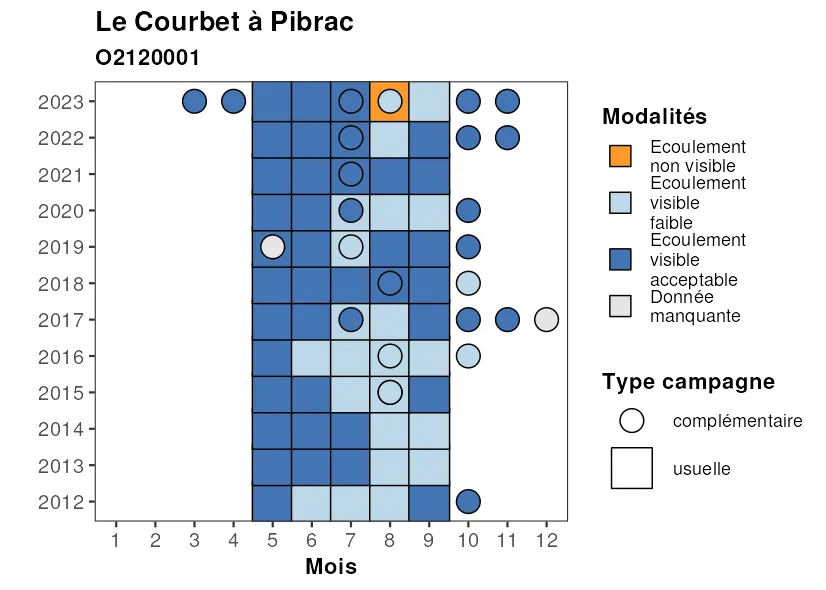 Le Courbet à Pibrac
O2120001
2023
2022
2021
2020
2019
2018
2017
2016
2015
2014
2013
2012
1 2 3 4 5 6 7 8 9 10 11 12
Mois
Modalités
Ecoulement
non visible
Ecoulement
visible
faible
Ecoulement
visible
acceptable
Donnée
manquante
Type campagne
complémentaire
usuelle